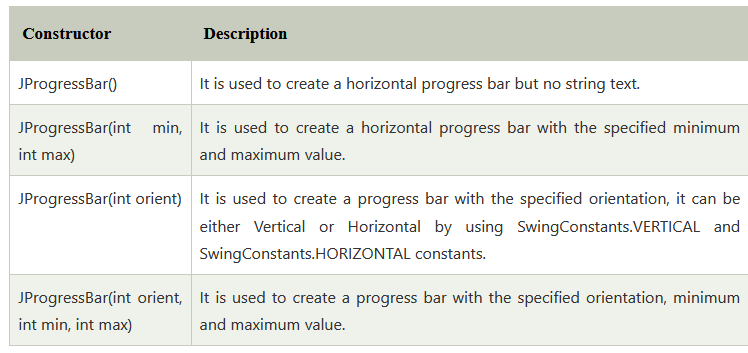 Constructor Description
JProgressBar() It is used to create a horizontal progress bar but no string text.
JProgressBar(int min, It is used to create a horizontal progress bar with the specified minimum
int max) and maximum value.
JProgressBar(int orient) It is used to create a progress bar with the specified orientation, it can be
either Vertical or Horizontal by using SwingConstants.VERTICAL and
SwingConstants.HORIZONTAL constants.
JProgressBar(int orient, It is used to create a progress bar with the specified orientation, minimum
int min, int max) and maximum value.